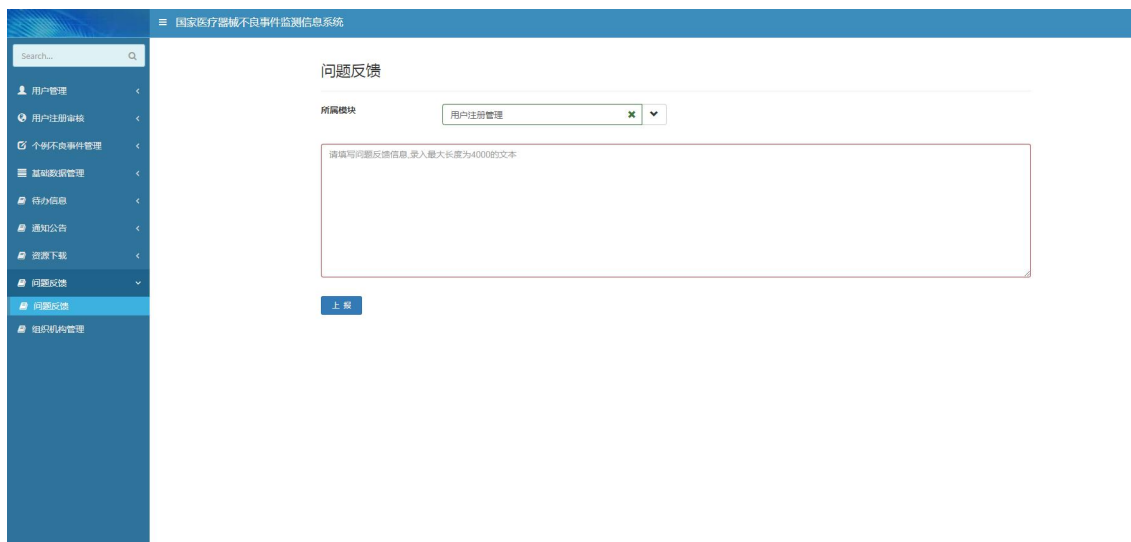 国家医疗器械不良事件监测信息系统
Search...
用户管理
用户注册审核
个例不良事件管理
基础数据管理
待办信息
通知公告
资源下载
问题反馈
问题反馈
组织机构管理
问题反馈
所属模块
用户注册管理
请填写问题反馈信息,录入最大长度为4000的文本
上 报